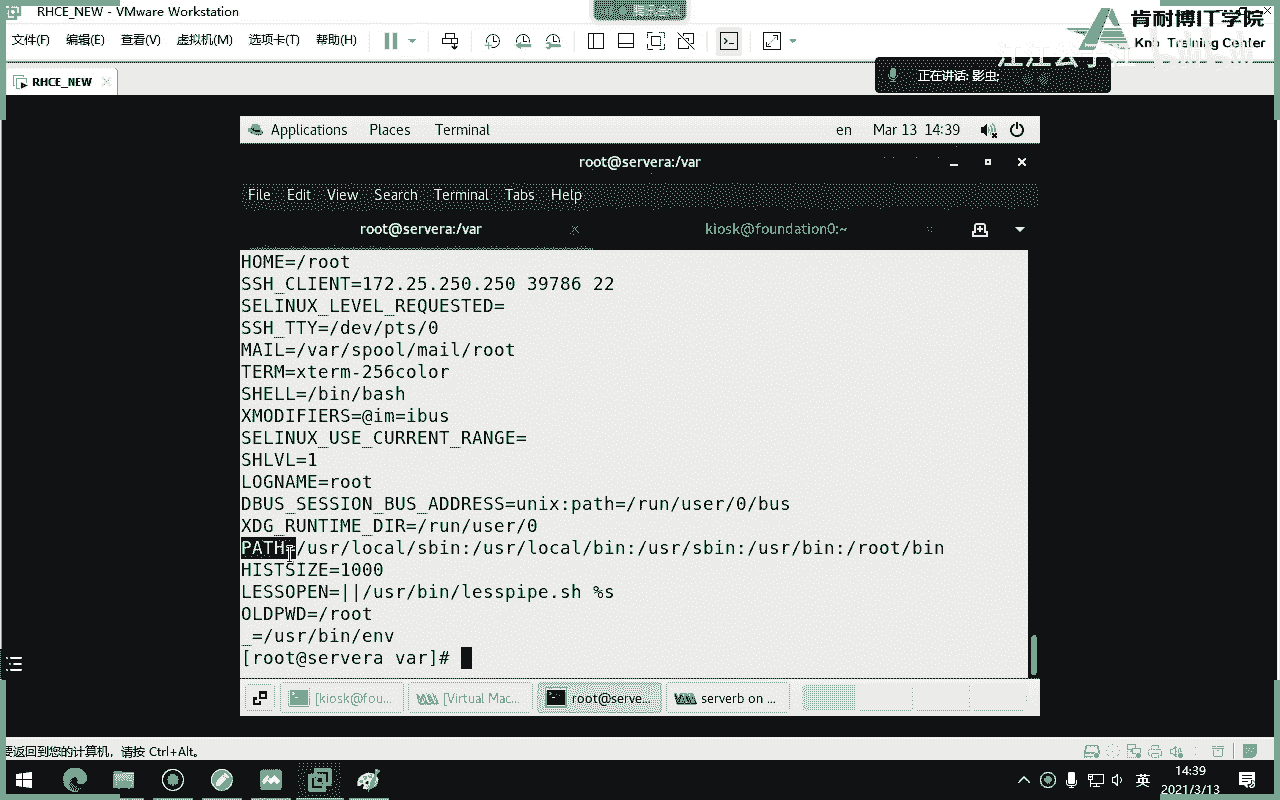 RHCE_NEW - VMware Workstation
肯耐博IT学院
文件(F) 编辑(E) 查看(V) 虚拟机(M) 选项卡(T) 帮助(H)
Knb Training Center
RHCE_NEW
正在讲话: 影虫;
Applications Places Terminal en Mar 13 14:39
root@servera:/var
File Edit View Search Terminal Tabs Help
root@servera:/var kiosk@foundation0:~
HOME=/root
SSH_CLIENT=172.25.250.250 39786 22
SELINUX_LEVEL_REQUESTED=
SSH_TTY=/dev/pts/0
MAIL=/var/spool/mail/root
TERM=xterm-256color
SHELL=/bin/bash
XMODIFIERS=@im=ibus
SELINUX_USE_CURRENT_RANGE=
SHLVL=1
LOGNAME=root
DBUS_SESSION_BUS_ADDRESS=unix:path=/run/user/0/bus
XDG_RUNTIME_DIR=/run/user/0
PATH=/usr/local/sbin:/usr/local/bin:/usr/sbin:/usr/bin:/root/bin
HISTSIZE=1000
LESSOPEN=||/usr/bin/lesspipe.sh %s
OLDPWD=/root
_=/usr/bin/env
[root@servera var]#
[kiosk@fou... [Virtual Mac... root@serve... serverb on ...
要返回到您的计算机，请按 Ctrl+Alt。
英 14:39
2021/3/13